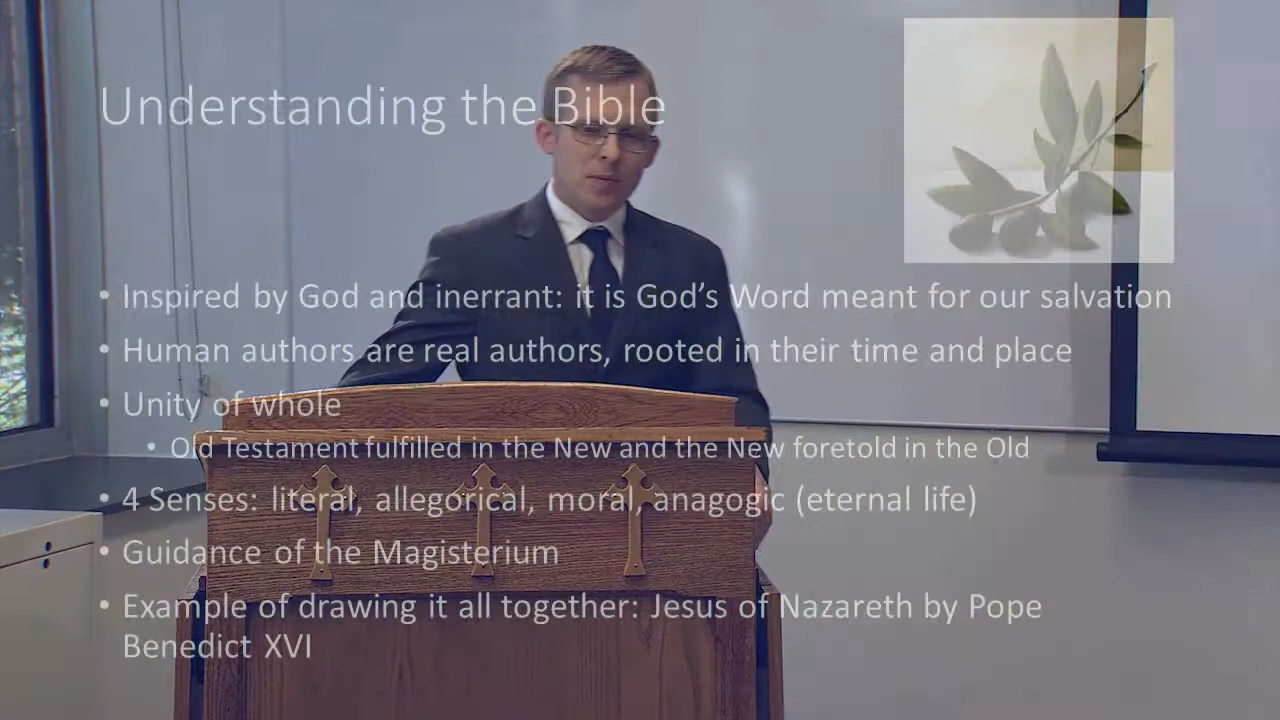 Understanding the Bible
• Inspired by God and inerrant: it is God’s Word meant for our salvation
• Human authors are real authors, rooted in their time and place
• Unity of whole
• Old Testament fulfilled in the New and the New foretold in the Old
• 4 Senses: literal, allegorical, moral, anagogic (eternal life)
• Guidance of the Magisterium
• Example of drawing it all together: Jesus of Nazareth by Pope
Benedict XVI